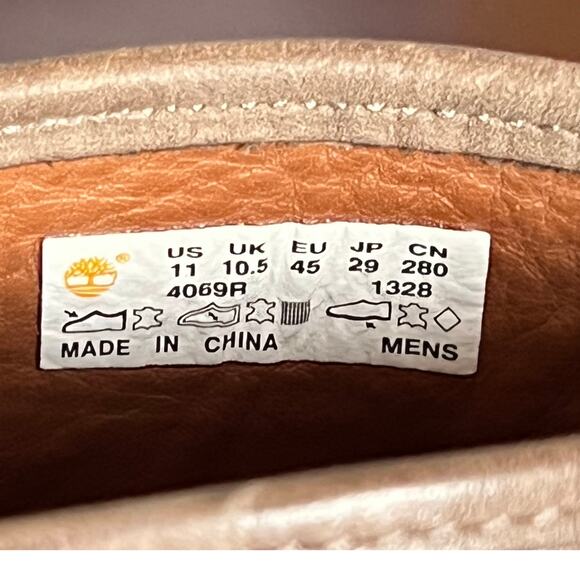 ®
US UK EU JP CN
11 10.5 45 29 280
4069R 1328
MADE IN CHINA MENS